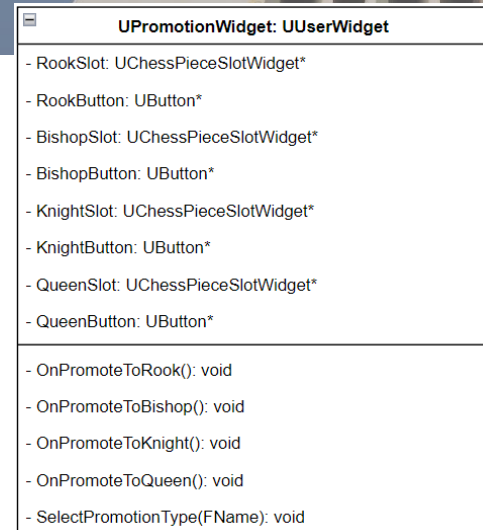 UPromotionWidget: UUserWidget
- RookSlot: UChessPieceSlotWidget*
- RookButton: UButton*
- BishopSlot: UChessPieceSlotWidget*
- BishopButton: UButton*
- KnightSlot: UChessPieceSlotWidget*
- KnightButton: UButton*
- QueenSlot: UChessPieceSlotWidget*
- QueenButton: UButton*
- OnPromoteToRook(): void
- OnPromoteToBishop(): void
- OnPromoteToKnight(): void
- OnPromoteToQueen(): void
- SelectPromotionType(FName): void